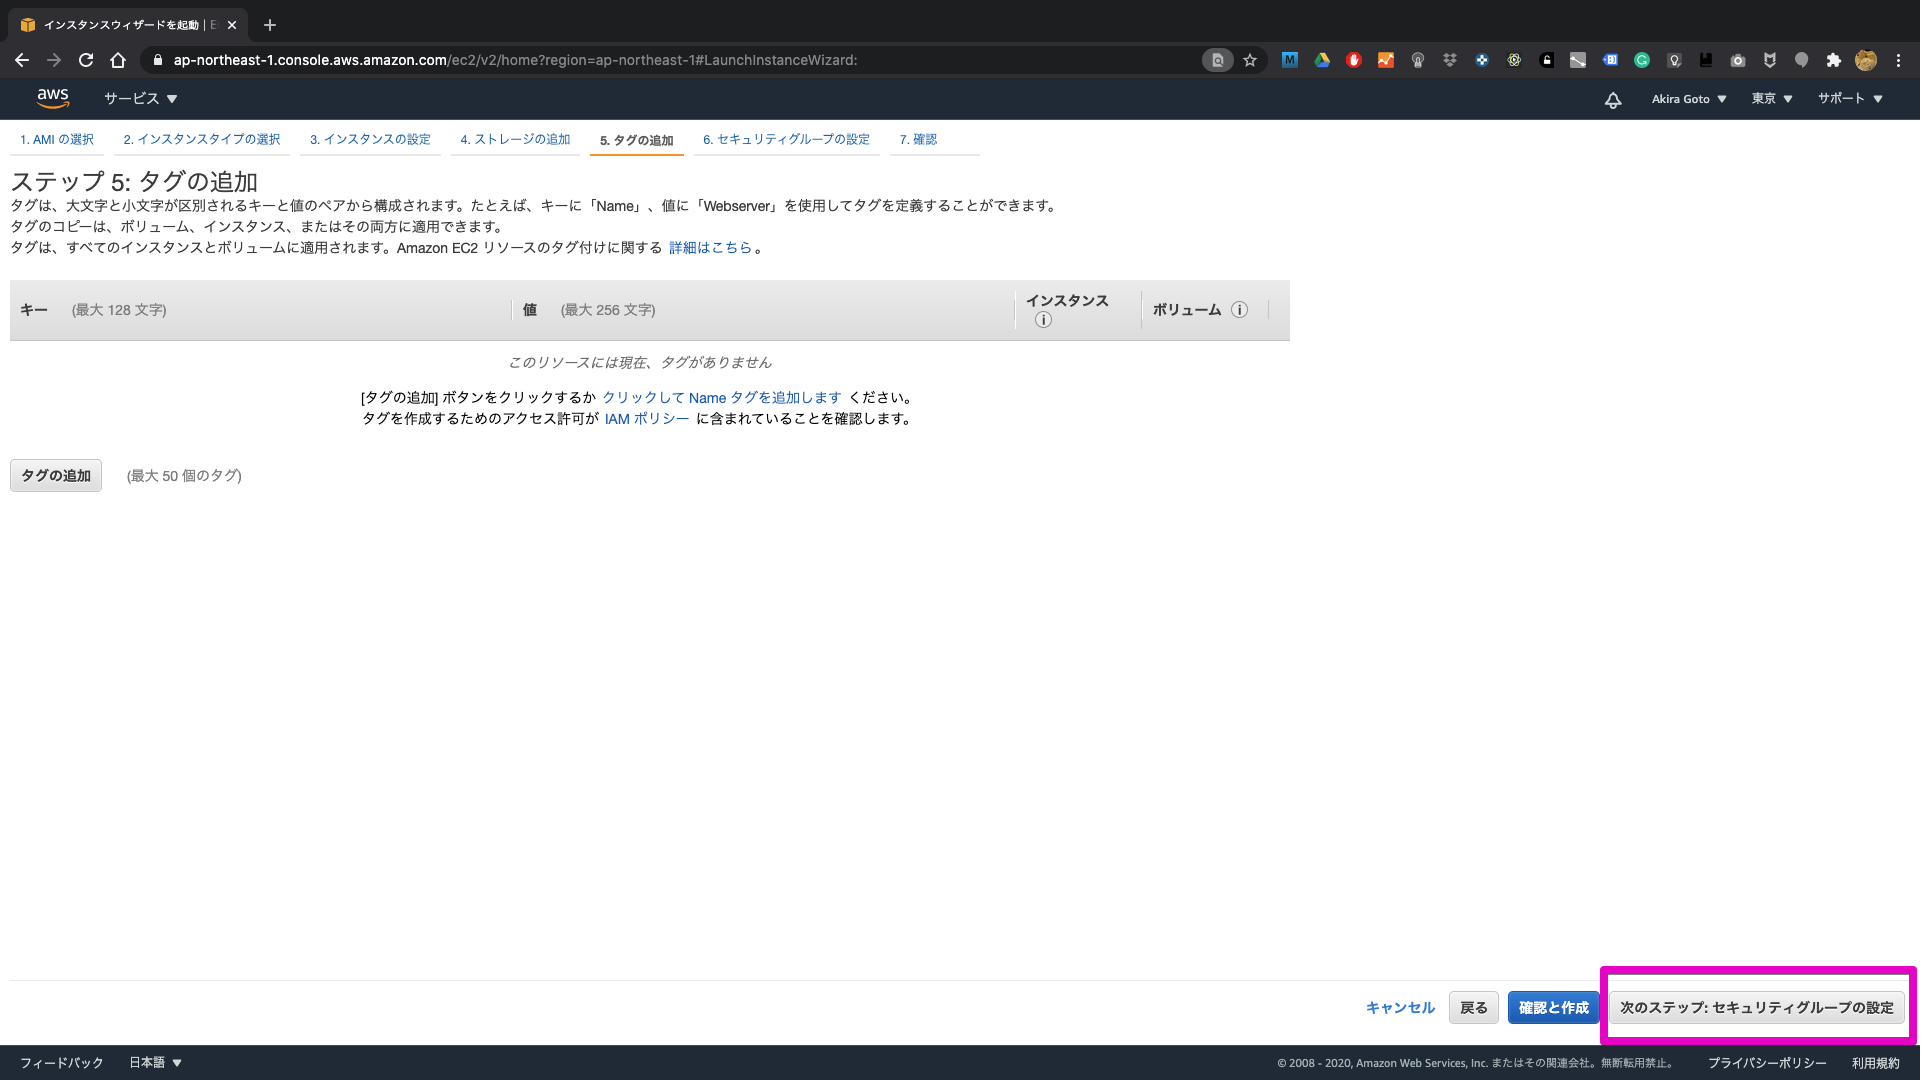 インスタンスウィザードを起動 | E
ap-northeast-1.console.aws.amazon.com/ec2/v2/home?region=ap-northeast-1#LaunchInstanceWizard:
aws サービス Akira Goto 東京 サポート
1. AMI の選択 2. インスタンスタイプの選択 3. インスタンスの設定 4. ストレージの追加 5. タグの追加 6. セキュリティグループの設定 7. 確認
ステップ 5: タグの追加
タグは、大文字と小文字が区別されるキーと値のペアから構成されます。たとえば、キーに「Name」、値に「Webserver」を使用してタグを定義することができます。
タグのコピーは、ボリューム、インスタンス、またはその両方に適用できます。
タグは、すべてのインスタンスとボリュームに適用されます。Amazon EC2 リソースのタグ付けに関する 詳細はこちら 。
キー (最大 128 文字) 値 (最大 256 文字) インスタンス ボリューム
このリソースには現在、タグがありません
[タグの追加] ボタンをクリックするか クリックして Name タグを追加します ください。
タグを作成するためのアクセス許可が IAM ポリシー に含まれていることを確認します。
タグの追加 (最大 50 個のタグ)
キャンセル 戻る 確認と作成 次のステップ: セキュリティグループの設定
フィードバック 日本語 © 2008 - 2020, Amazon Web Services, Inc. またはその関連会社。無断転用禁止。 プライバシーポリシー 利用規約